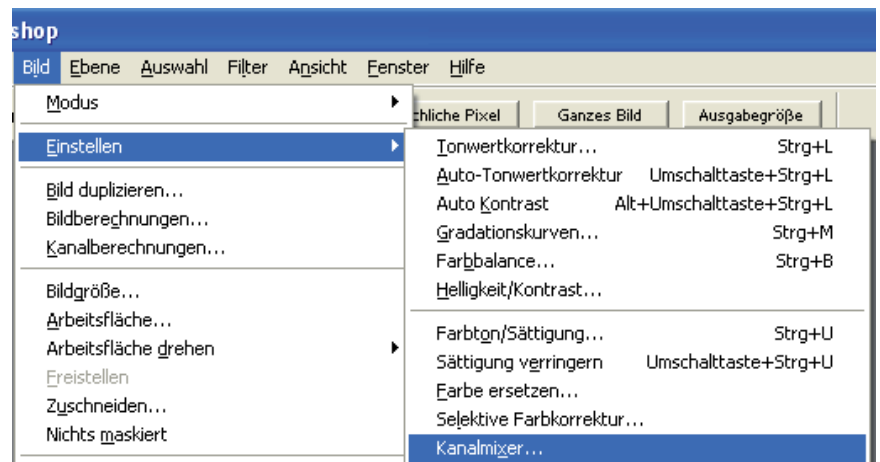 shop
Bild Ebene Auswahl Filter Ansicht Fenster Hilfe
Modus
Pixel Ganzes Bild Ausgabegröße
Einstellen
Bild duplizieren...
Bildberechnungen...
Kanalberechnungen...
Bildgröße...
Arbeitsfläche...
Arbeitsfläche drehen
Freistellen
Zuschneiden...
Nichts maskiert
Tonwertkorrektur... Strg+L
Auto-Tonwertkorrektur Umschalttaste+Strg+L
Auto Kontrast Alt+Umschalttaste+Strg+L
Gradationskurven... Strg+M
Farbbalance... Strg+B
Helligkeit/Kontrast...
Farbton/Sättigung... Strg+U
Sättigung verringern Umschalttaste+Strg+U
Farbe ersetzen...
Selektive Farbkorrektur...
Kanalmixer...